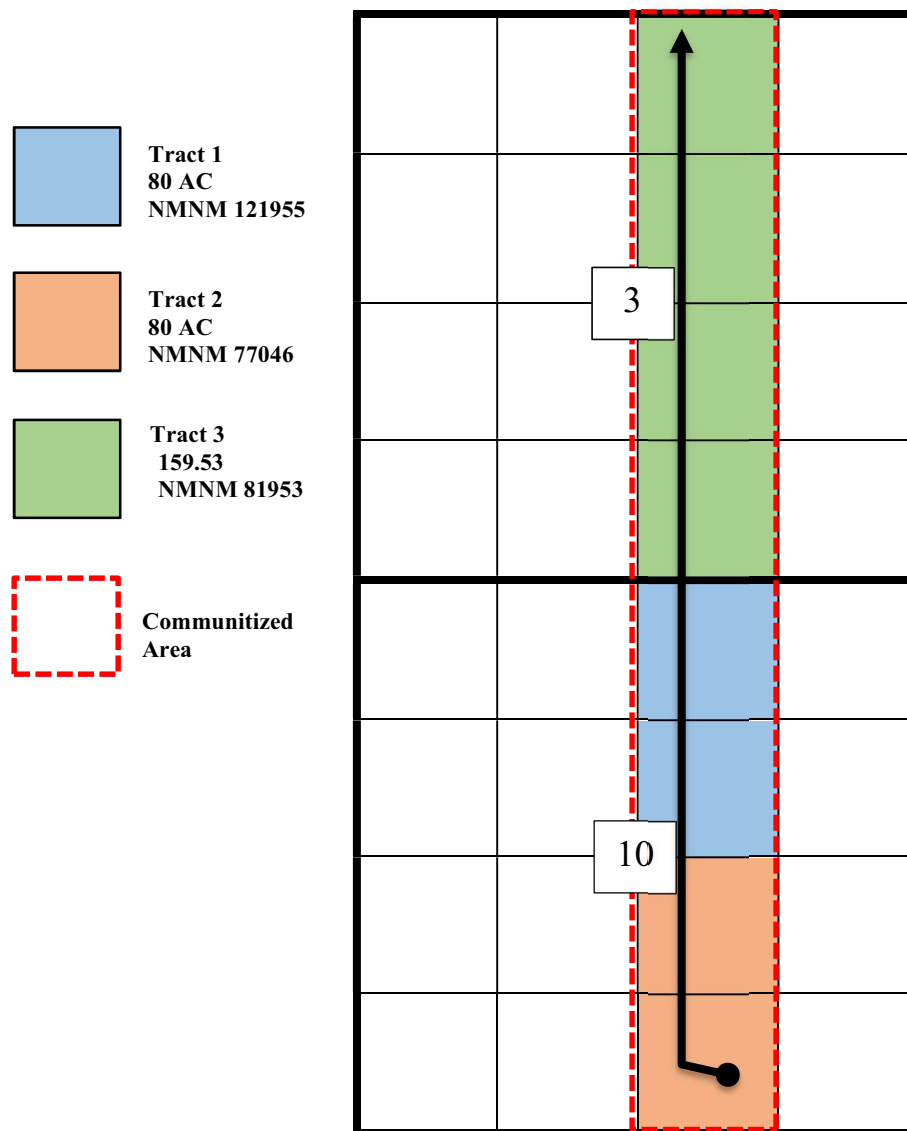 Tract 1
80 AC
NMNM 121955
Tract 2
80 AC
NMNM 77046
Tract 3
159.53
NMNM 81953
Communitized
Area
3
10